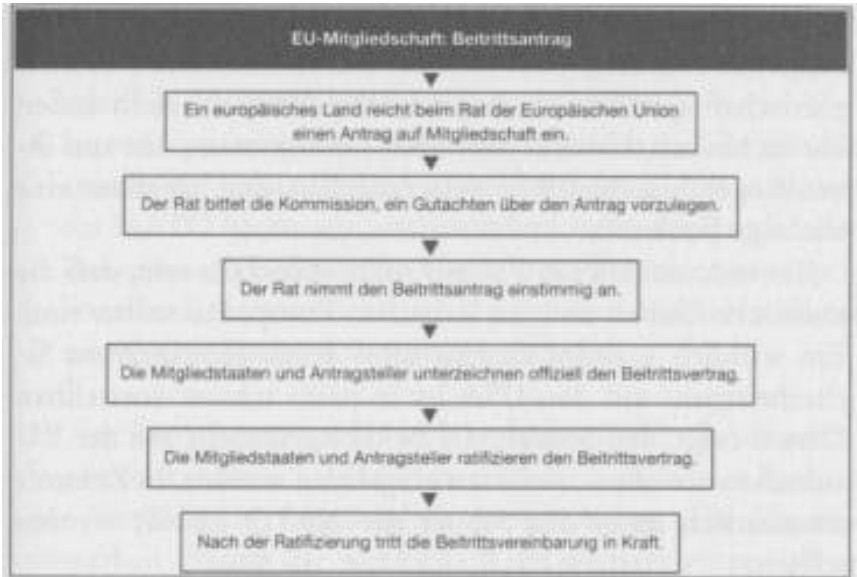 EU-Mitgliedschaft: Beitrittsantrag
Ein europäisches Land reicht beim Rat der Europäischen Union
einen Antrag auf Mitgliedschaft ein.
Der Rat bittet die Kommission, ein Gutachten über den Antrag vorzulegen.
Der Rat nimmt den Beitrittsantrag einstimmig an.
Die Mitgliedstaaten und Antragsteller unterzeichnen offiziell den Beitrittsvertrag.
Die Mitgliedstaaten und Antragsteller ratifizieren den Beitrittsvertrag.
Nach der Ratifizierung tritt die Beitrittsvereinbarung in Kraft.